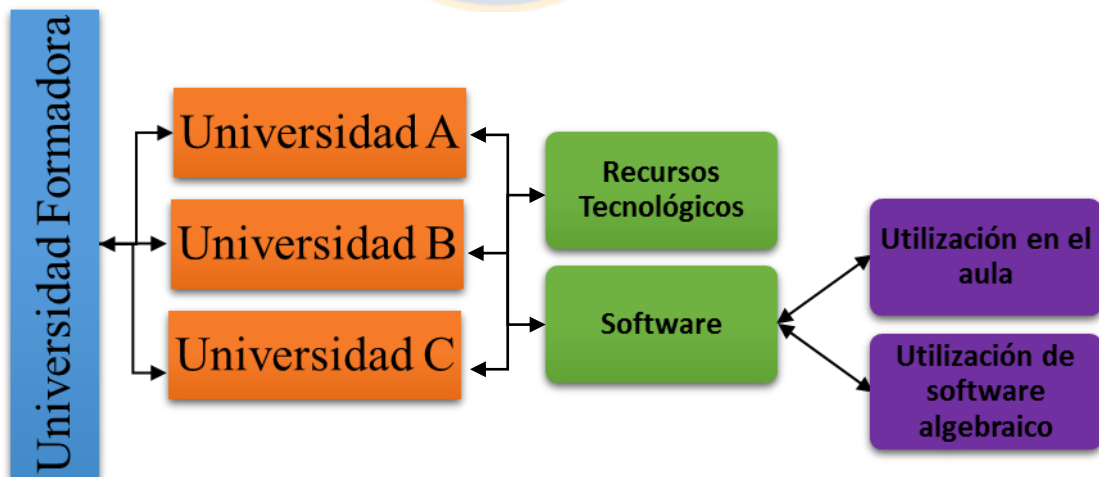 Universidad Formadora
Universidad A
Universidad B
Universidad C
Recursos
Tecnológicos
Software
Utilización en el
aula
Utilización de
software
algebraico